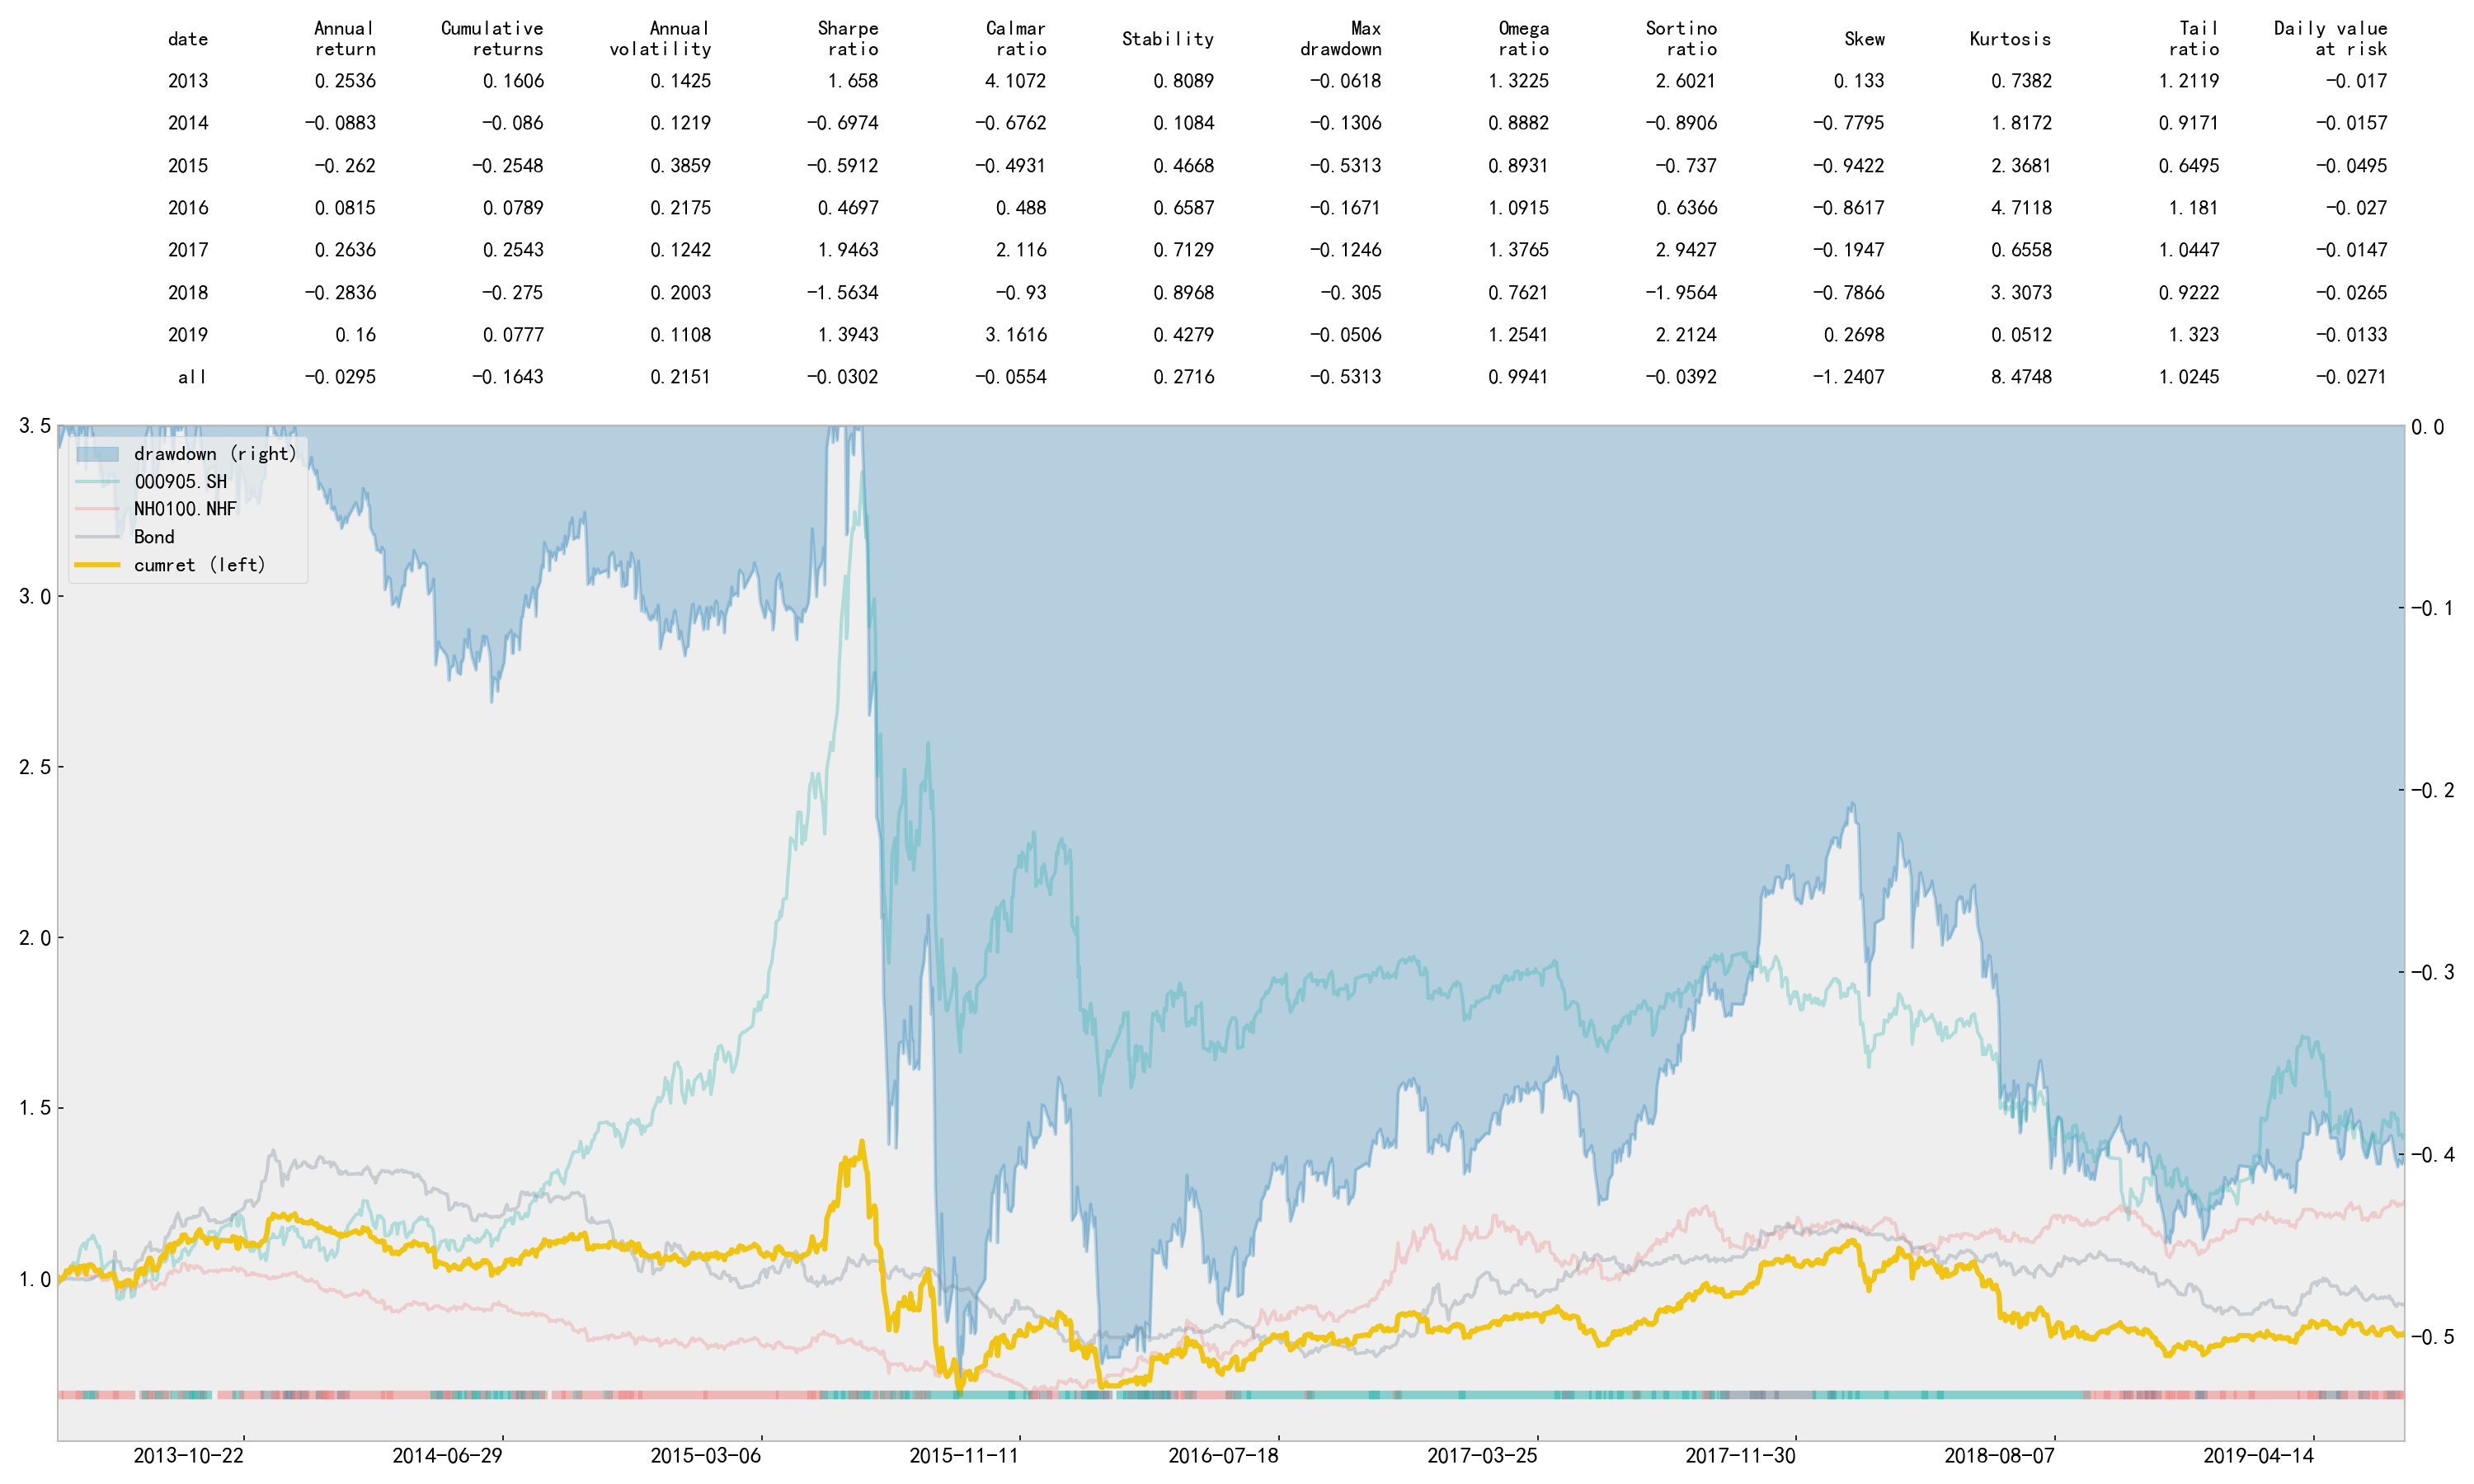 date Annual return Cumulative returns Annual volatility Sharpe ratio Calmar ratio Stability Max drawdown Omega ratio Sortino ratio Skew Kurtosis Tail ratio Daily value at risk
2013 0.2536 0.1606 0.1425 1.658 4.1072 0.8089 −0.0618 1.3225 2.6021 0.133 0.7382 1.2119 −0.017
2014 −0.0883 −0.086 0.1219 −0.6974 −0.6762 0.1084 −0.1306 0.8882 −0.8906 −0.7795 1.8172 0.9171 −0.0157
2015 −0.262 −0.2548 0.3859 −0.5912 −0.4931 0.4668 −0.5313 0.8931 −0.737 −0.9422 2.3681 0.6495 −0.0495
2016 0.0815 0.0789 0.2175 0.4697 0.488 0.6587 −0.1671 1.0915 0.6366 −0.8617 4.7118 1.181 −0.027
2017 0.2636 0.2543 0.1242 1.9463 2.116 0.7129 −0.1246 1.3765 2.9427 −0.1947 0.6558 1.0447 −0.0147
2018 −0.2836 −0.275 0.2003 −1.5634 −0.93 0.8968 −0.305 0.7621 −1.9564 −0.7866 3.3073 0.9222 −0.0265
2019 0.16 0.0777 0.1108 1.3943 3.1616 0.4279 −0.0506 1.2541 2.2124 0.2698 0.0512 1.323 −0.0133
all −0.0295 −0.1643 0.2151 −0.0302 −0.0554 0.2716 −0.5313 0.9941 −0.0392 −1.2407 8.4748 1.0245 −0.0271
3.5
3.0
2.5
2.0
1.5
1.0
drawdown (right)
000905.SH
NH0100.NHF
Bond
cumret (left)
0.0
−0.1
−0.2
−0.3
−0.4
−0.5
2013−10−22 2014−06−29 2015−03−06 2015−11−11 2016−07−18 2017−03−25 2017−11−30 2018−08−07 2019−04−14